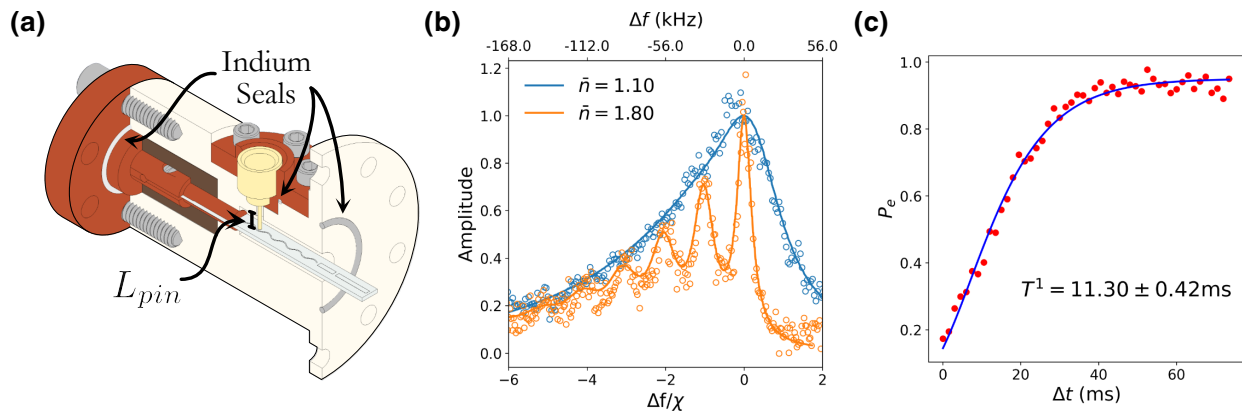 (a)
Indium
Seals
L_{pin}
(b)
Δf (kHz)
-168.0 -112.0 -56.0 0.0 56.0
n̄ = 1.10
n̄ = 1.80
Amplitude
1.2
1.0
0.8
0.6
0.4
0.2
0.0
-6 -4 -2 0 2
Δf/χ
(c)
P_e
1.0
0.8
0.6
0.4
0.2
T^1 = 11.30 ± 0.42ms
0 20 40 60
Δt (ms)